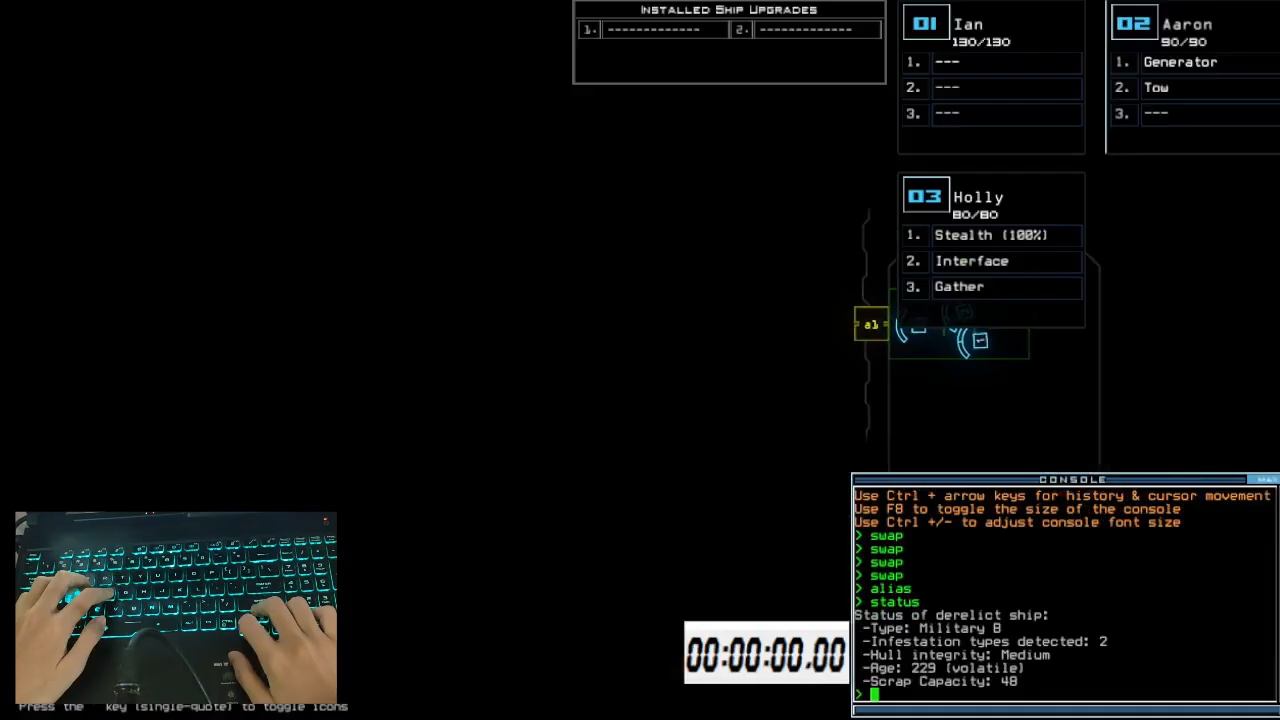 Installed Ship Upgrades
1. ------------- 2. -------------
01 Ian
130/130
1. ---
2. ---
3. ---
02 Aaron
90/90
1. Generator
2. Tow
3. ---
03 Holly
80/80
1. Stealth (100%)
2. Interface
3. Gather
a1
CONSOLE
Use Ctrl + arrow keys for history & cursor movement
Use F8 to toggle the size of the console
Use Ctrl +/- to adjust console font size
> swap
> swap
> swap
> swap
> alias
> status
Status of derelict ship:
-Type: Military B
-Infestation types detected: 2
-Hull integrity: Medium
-Age: 229 (volatile)
-Scrap Capacity: 48
>
00:00:00.00
Press the ' key (single-quote) to toggle icons